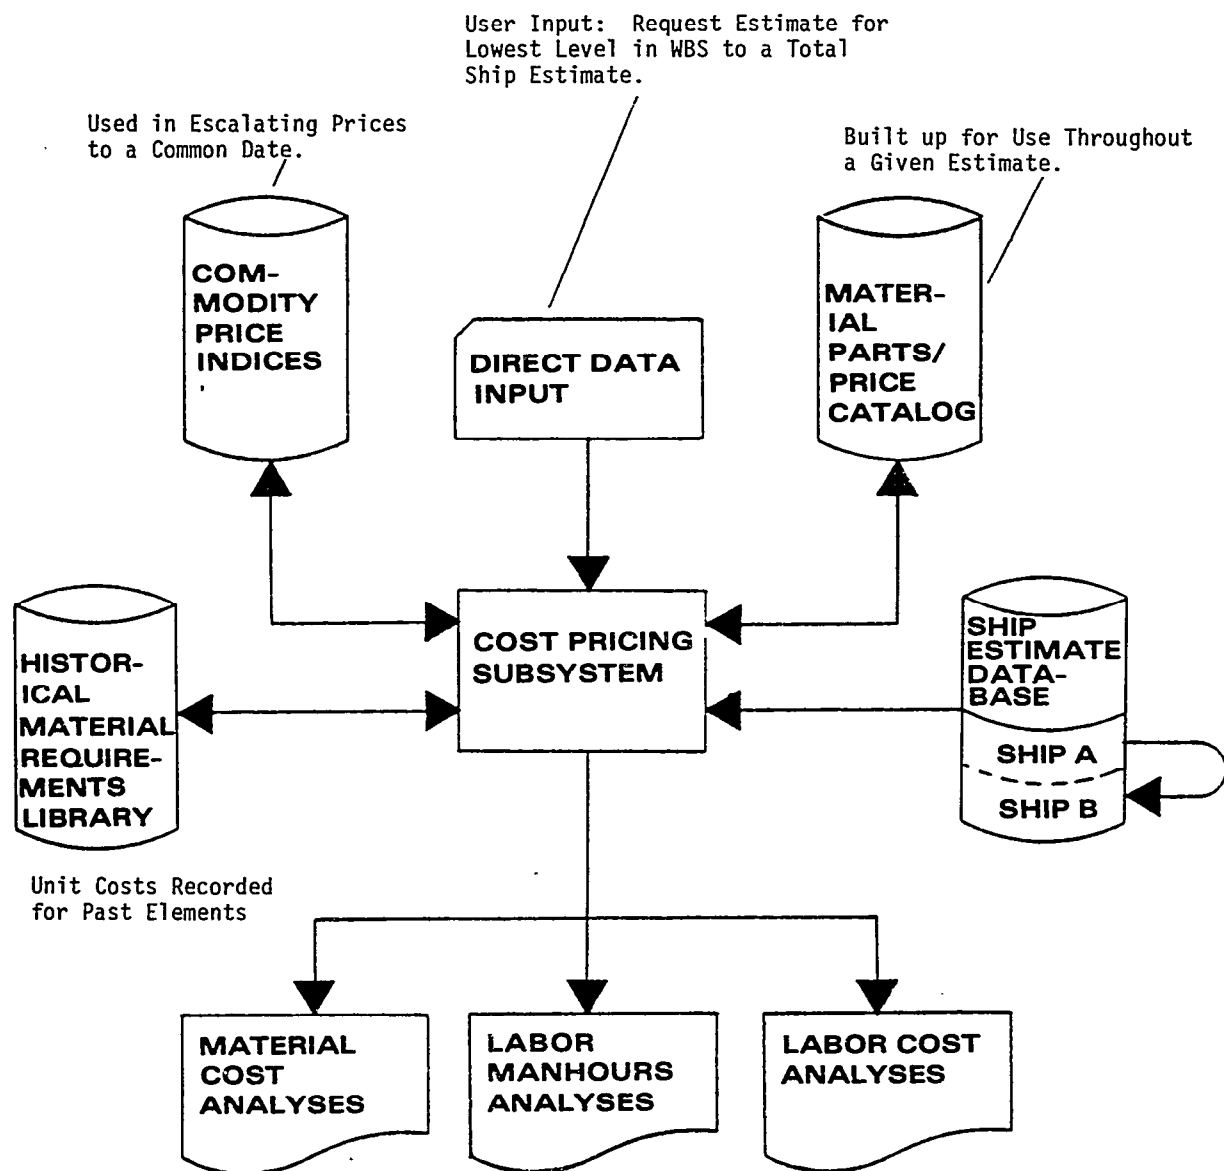 User Input: Request Estimate for
Lowest Level in WBS to a Total
Ship Estimate.
Used in Escalating Prices
to a Common Date.
Built up for Use Throughout
a Given Estimate.
COM-
MODITY
PRICE
INDICES
DIRECT DATA
INPUT
MATER-
IAL
PARTS/
PRICE
CATALOG
HISTOR-
ICAL
MATERIAL
REQUIRE-
MENTS
LIBRARY
COST PRICING
SUBSYSTEM
SHIP
ESTIMATE
DATA-
BASE
SHIP A
SHIP B
Unit Costs Recorded
for Past Elements
MATERIAL
COST
ANALYSES
LABOR
MANHOURS
ANALYSES
LABOR COST
ANALYSES